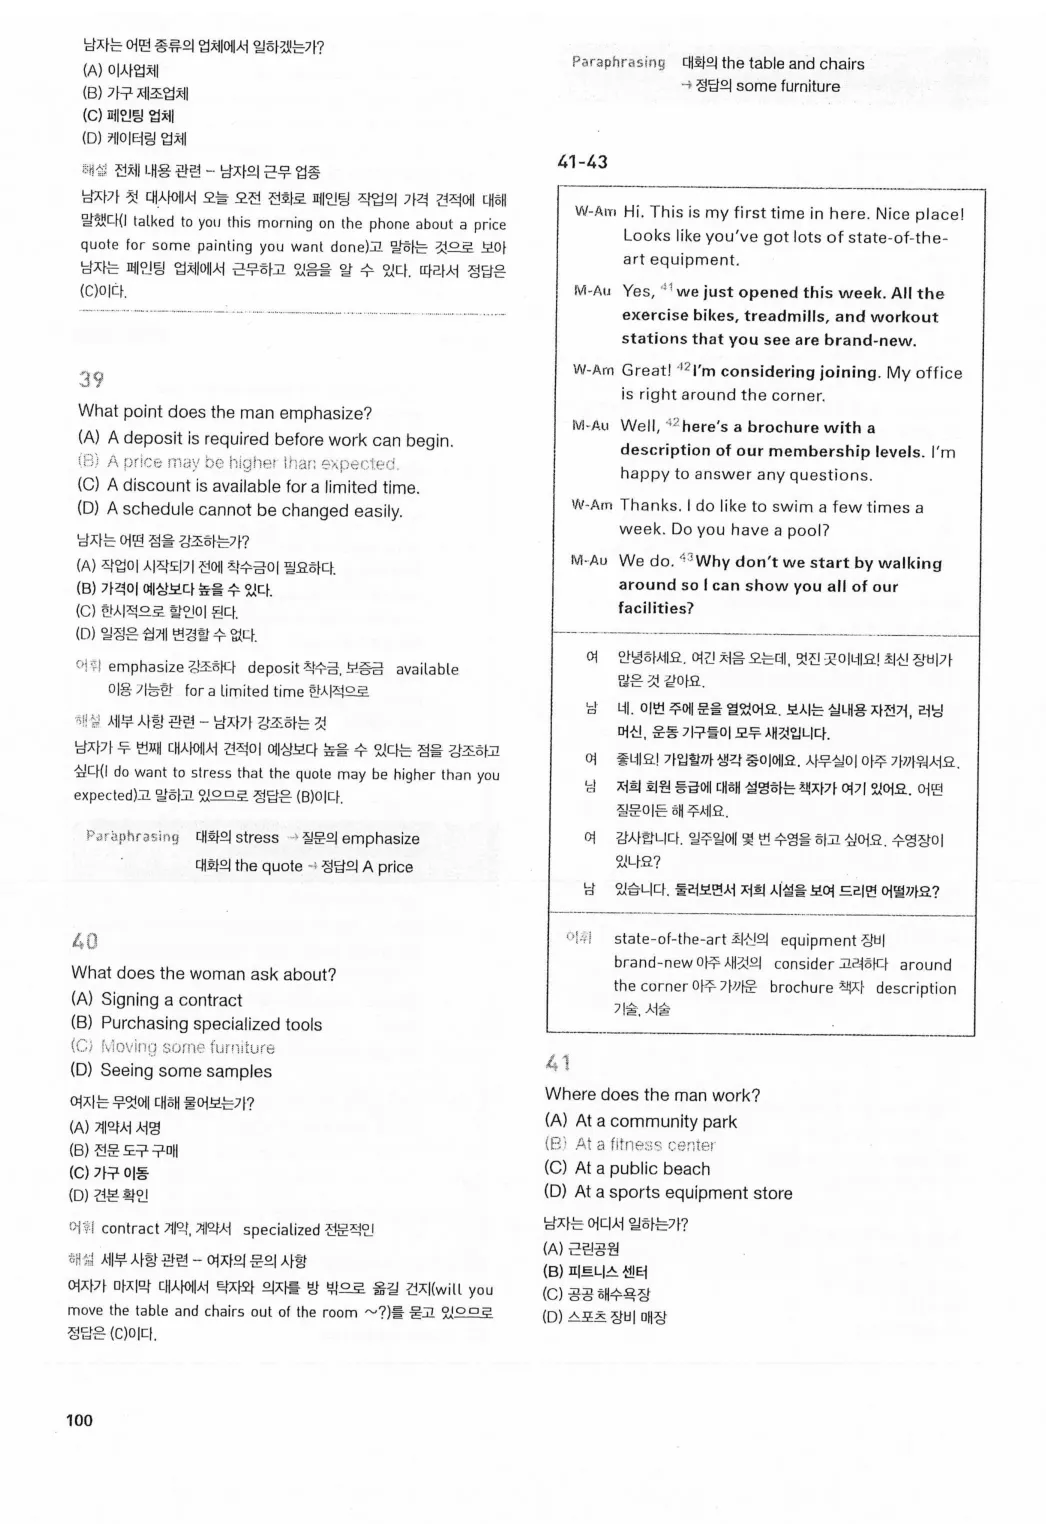 남자는 어떤 종류의 업체에서 일하겠는가?
(A) 이사업체
(B) 가구 제조업체
(C) 페인팅 업체
(D) 케이터링 업체
해설 전체 내용 관련 – 남자의 근무 업종
남자가 첫 대사에서 오늘 오전 전화로 페인팅 작업의 가격 견적에 대해
말했다(I talked to you this morning on the phone about a price
quote for some painting you want done)고 말하는 것으로 보아
남자는 페인팅 업체에서 근무하고 있음을 알 수 있다. 따라서 정답은
(C)이다.
39
What point does the man emphasize?
(A) A deposit is required before work can begin.
(B) A price may be higher than expected.
(C) A discount is available for a limited time.
(D) A schedule cannot be changed easily.
남자는 어떤 점을 강조하는가?
(A) 작업이 시작되기 전에 착수금이 필요하다.
(B) 가격이 예상보다 높을 수 있다.
(C) 한시적으로 할인이 된다.
(D) 일정은 쉽게 변경할 수 없다.
어휘 emphasize 강조하다 deposit 착수금, 보증금 available
이용 가능한 for a limited time 한시적으로
해설 세부 사항 관련 – 남자가 강조하는 것
남자가 두 번째 대사에서 견적이 예상보다 높을 수 있다는 점을 강조하고
싶다(I do want to stress that the quote may be higher than you
expected)고 말하고 있으므로 정답은 (B)이다.
Paraphrasing 대화의 stress → 질문의 emphasize
대화의 the quote → 정답의 A price
40
What does the woman ask about?
(A) Signing a contract
(B) Purchasing specialized tools
(C) Moving some furniture
(D) Seeing some samples
여자는 무엇에 대해 물어보는가?
(A) 계약서 서명
(B) 전문 도구 구매
(C) 가구 이동
(D) 견본 확인
어휘 contract 계약, 계약서 specialized 전문적인
해설 세부 사항 관련 – 여자의 문의 사항
여자가 마지막 대사에서 탁자와 의자를 방 밖으로 옮길 건지(will you
move the table and chairs out of the room ~?)를 묻고 있으므로
정답은 (C)이다.
100
Paraphrasing 대화의 the table and chairs
→ 정답의 some furniture
41-43
W-Am Hi. This is my first time in here. Nice place!
Looks like you've got lots of state-of-the-
art equipment.
M-Au Yes, 41we just opened this week. All the
exercise bikes, treadmills, and workout
stations that you see are brand-new.
W-Am Great! 42I'm considering joining. My office
is right around the corner.
M-Au Well, 42here's a brochure with a
description of our membership levels. I'm
happy to answer any questions.
W-Am Thanks. I do like to swim a few times a
week. Do you have a pool?
M-Au We do. 43Why don't we start by walking
around so I can show you all of our
facilities?
여 안녕하세요. 여긴 처음 오는데, 멋진 곳이네요! 최신 장비가
많은 것 같아요.
남 네. 이번 주에 문을 열었어요. 보시는 실내용 자전거, 러닝
머신, 운동 기구들이 모두 새것입니다.
여 좋네요! 가입할까 생각 중이에요. 사무실이 아주 가까워서요.
남 저희 회원 등급에 대해 설명하는 책자가 여기 있어요. 어떤
질문이든 해 주세요.
여 감사합니다. 일주일에 몇 번 수영을 하고 싶어요. 수영장이
있나요?
남 있습니다. 둘러보면서 저희 시설을 보여 드리면 어떨까요?
어휘 state-of-the-art 최신의 equipment 장비
brand-new 아주 새것의 consider 고려하다 around
the corner 아주 가까운 brochure 책자 description
기술, 서술
41
Where does the man work?
(A) At a community park
(B) At a fitness center
(C) At a public beach
(D) At a sports equipment store
남자는 어디서 일하는가?
(A) 근린공원
(B) 피트니스 센터
(C) 공공 해수욕장
(D) 스포츠 장비 매장